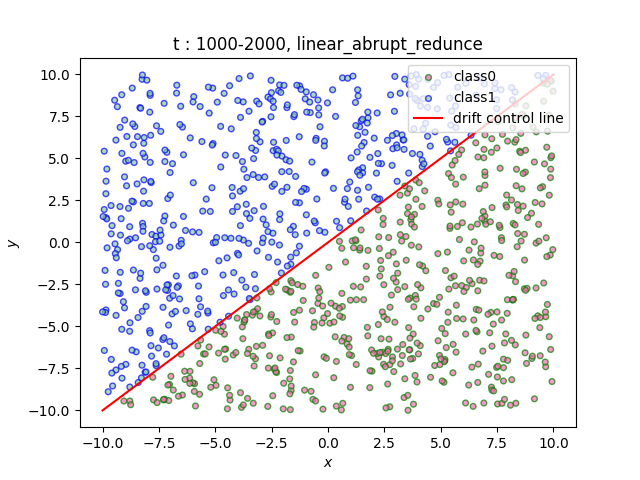 t : 1000-2000, linear_abrupt_redunce
class0
class1
drift control line
10.0
7.5
5.0
2.5
0.0
−2.5
−5.0
−7.5
−10.0
y
−10.0 −7.5 −5.0 −2.5 0.0 2.5 5.0 7.5 10.0
x